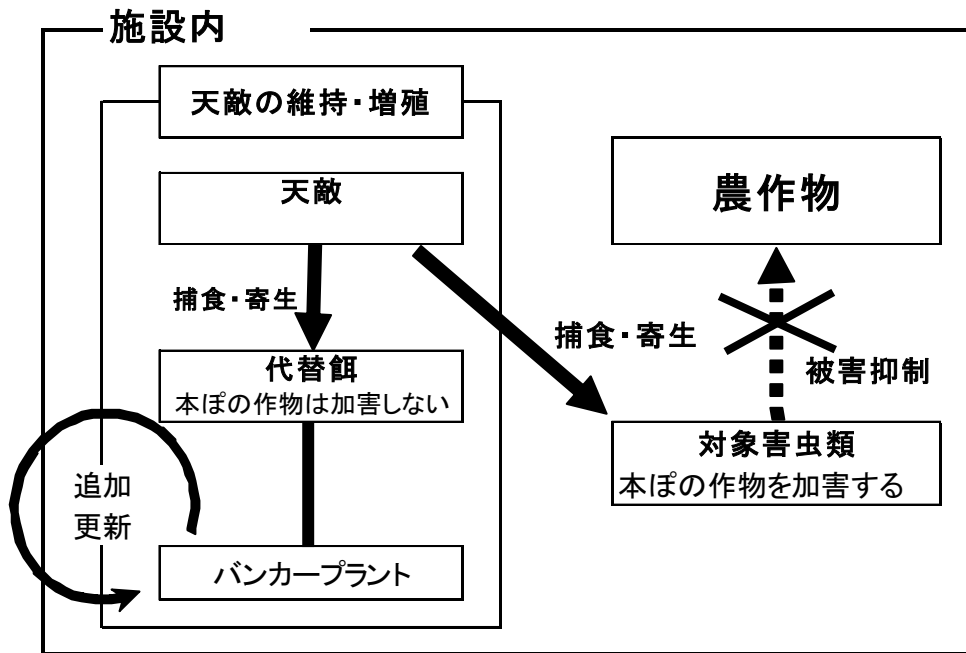 施設内
天敵の維持・増殖
天敵
捕食・寄生
代替餌
本ぽの作物は加害しない
追加
更新
バンカープラント
農作物
捕食・寄生
被害抑制
対象害虫類
本ぽの作物を加害する